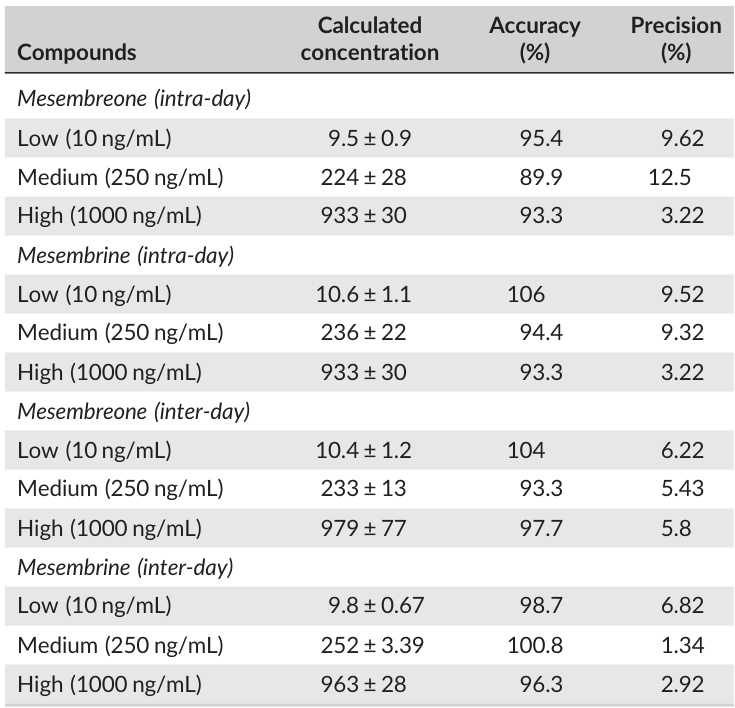 Compounds Calculated concentration Accuracy (%) Precision (%)
Mesembreone (intra-day)
Low (10 ng/mL) 9.5 ± 0.9 95.4 9.62
Medium (250 ng/mL) 224 ± 28 89.9 12.5
High (1000 ng/mL) 933 ± 30 93.3 3.22
Mesembrine (intra-day)
Low (10 ng/mL) 10.6 ± 1.1 106 9.52
Medium (250 ng/mL) 236 ± 22 94.4 9.32
High (1000 ng/mL) 933 ± 30 93.3 3.22
Mesembreone (inter-day)
Low (10 ng/mL) 10.4 ± 1.2 104 6.22
Medium (250 ng/mL) 233 ± 13 93.3 5.43
High (1000 ng/mL) 979 ± 77 97.7 5.8
Mesembrine (inter-day)
Low (10 ng/mL) 9.8 ± 0.67 98.7 6.82
Medium (250 ng/mL) 252 ± 3.39 100.8 1.34
High (1000 ng/mL) 963 ± 28 96.3 2.92